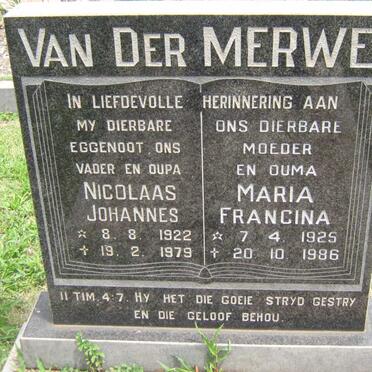 VAN DER MERWE
IN LIEFDEVOLLE HERINNERING AAN
MY DIERBARE
EGGENOOT ONS
VADER EN OUPA
NICOLAAS
JOHANNES
☆ 8. 8. 1922
✝ 19. 2. 1979
ONS DIERBARE
MOEDER
EN OUMA
MARIA
FRANCINA
☆ 7. 4. 1925
✝ 20. 10. 1986
II TIM. 4:7. HY HET DIE GOEIE STRYD GESTRY
EN DIE GELOOF BEHOU.